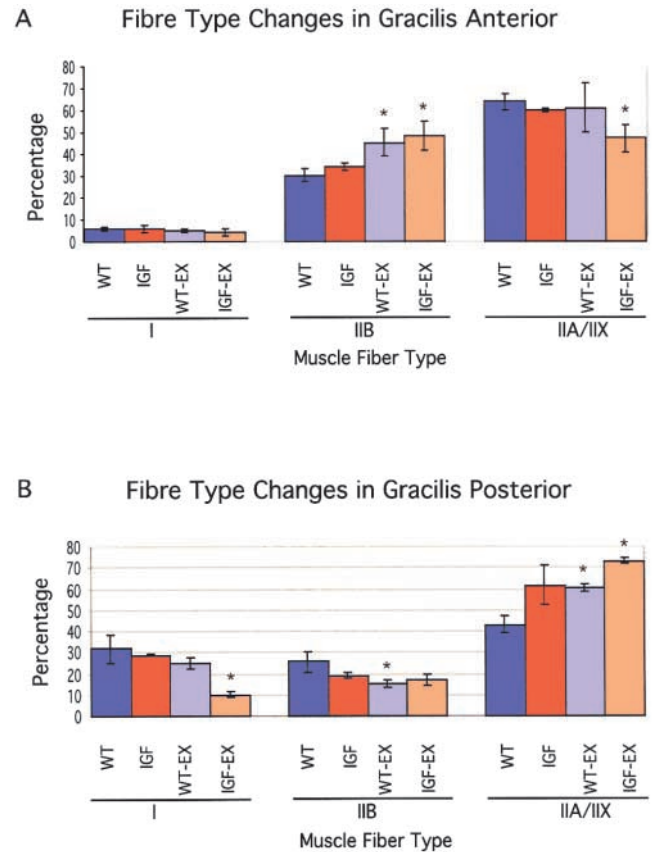 A Fibre Type Changes in Gracilis Anterior
Percentage
80
70
60
50
40
30
20
10
0
* * *
WT IGF WT-EX IGF-EX WT IGF WT-EX IGF-EX WT IGF WT-EX IGF-EX
I IIB IIA/IIX
Muscle Fiber Type
B Fibre Type Changes in Gracilis Posterior
Percentage
80
70
60
50
40
30
20
10
0
* * * *
WT IGF WT-EX IGF-EX WT IGF WT-EX IGF-EX WT IGF WT-EX IGF-EX
I IIB IIA/IIX
Muscle Fiber Type